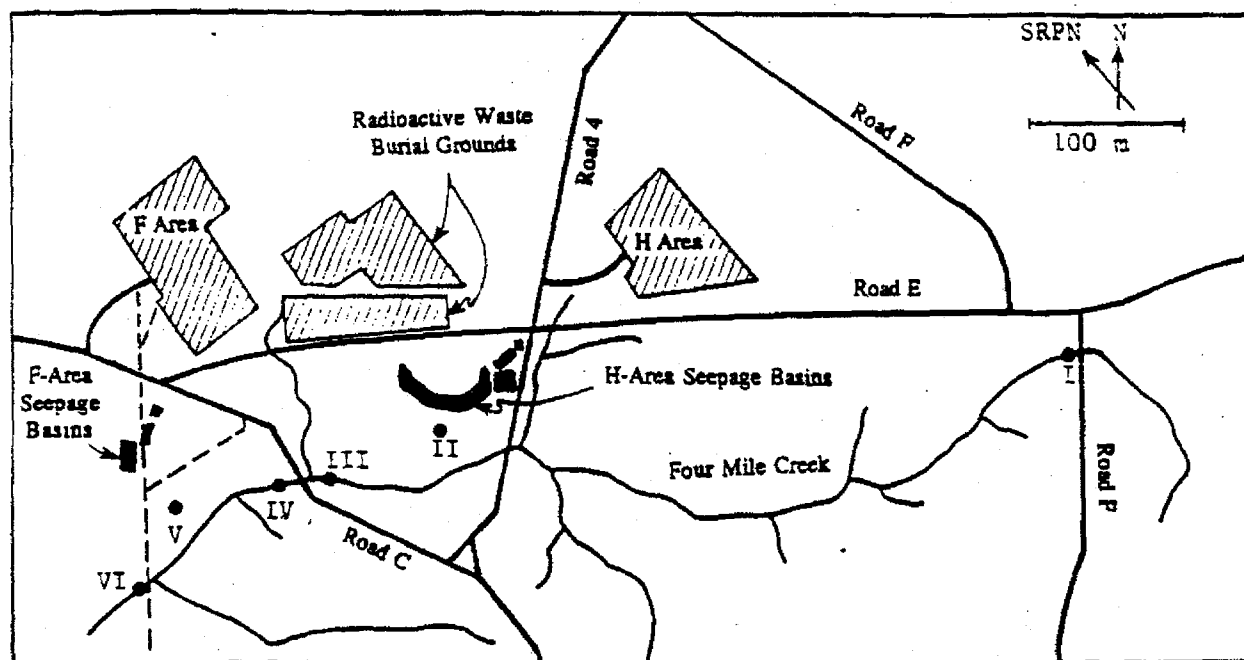 SRPN N
100 m
Radioactive Waste
Burial Grounds
Road 4
Road F
F Area
H Area
Road E
F-Area
Seepage
Basins
H-Area Seepage Basins
I
II
III
IV
V
VI
Four Mile Creek
Road C
Road P